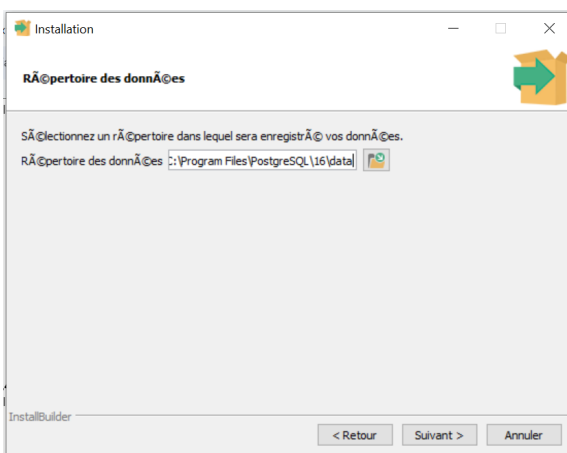 Installation
RÃ©pertoire des donnÃ©es
SÃ©lectionnez un rÃ©pertoire dans lequel sera enregistrÃ© vos donnÃ©es.
RÃ©pertoire des donnÃ©es :\Program Files\PostgreSQL\16\data
InstallBuilder
< Retour Suivant > Annuler